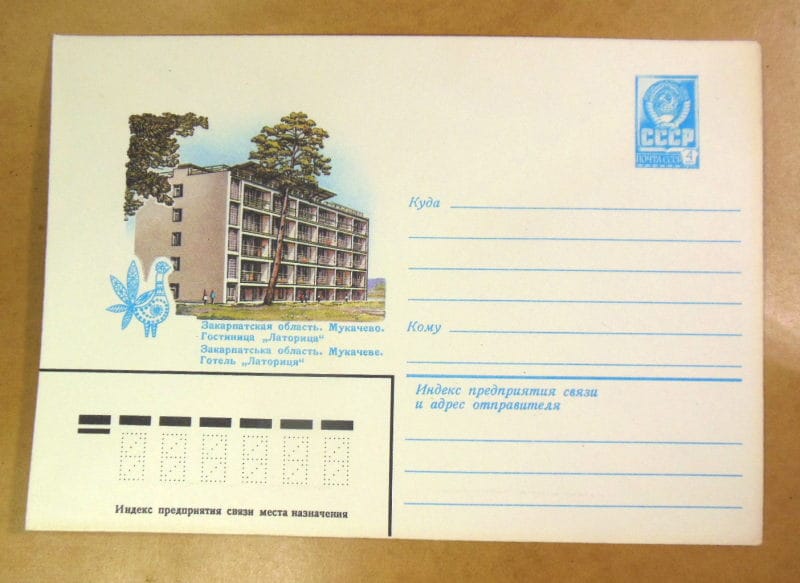 СССР
ПОЧТА СССР 4
Куда
Закарпатская область. Мукачево.
Гостиница „Латорица“
Закарпатська область. Мукачеве.
Готель „Латориця“
Кому
Индекс предприятия связи
и адрес отправителя
Индекс предприятия связи места назначения